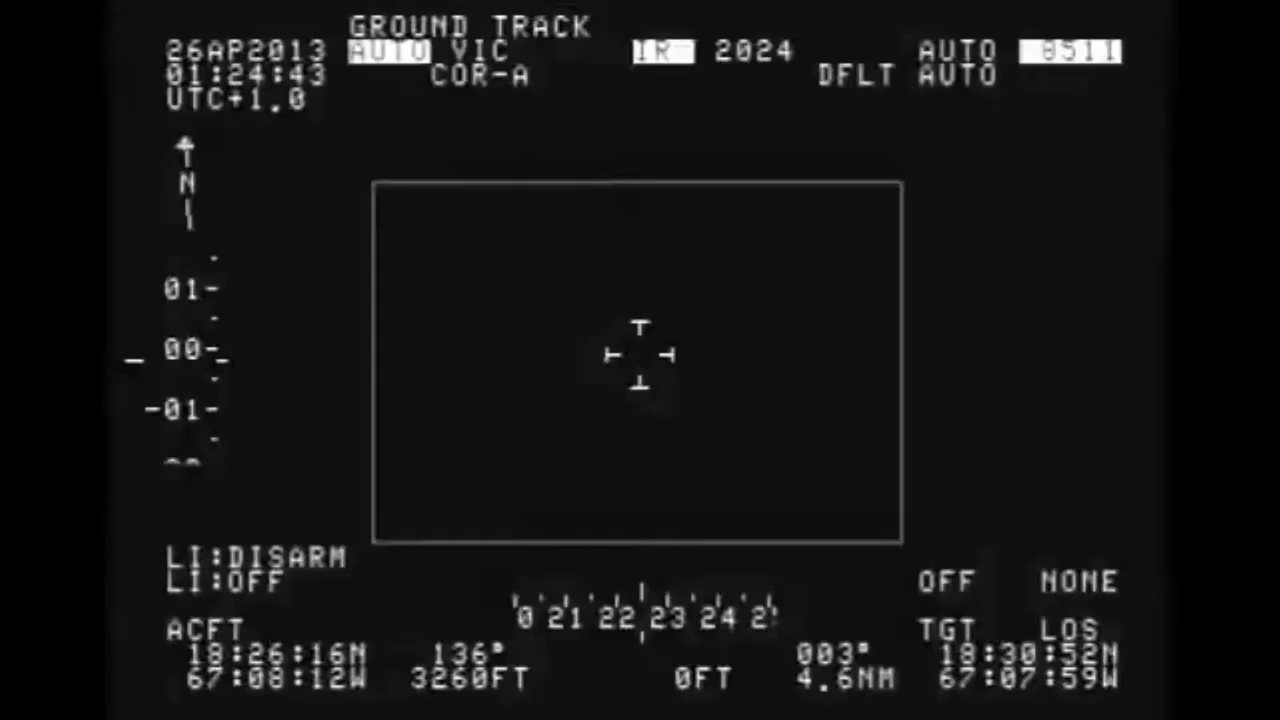 GROUND TRACK
26AP2013 AUTO VIC IR 2024 AUTO 8511
01:24:43 COR-A DFLT AUTO
UTC+1.0
N
01-
00-
-01-
0 21 22 23 24 2
LI:DISARM
LI:OFF OFF NONE
ACFT TGT LOS
18:26:16N 136° 003° 18:30:52N
67:08:12W 3260FT 0FT 4.6NM 67:07:59W